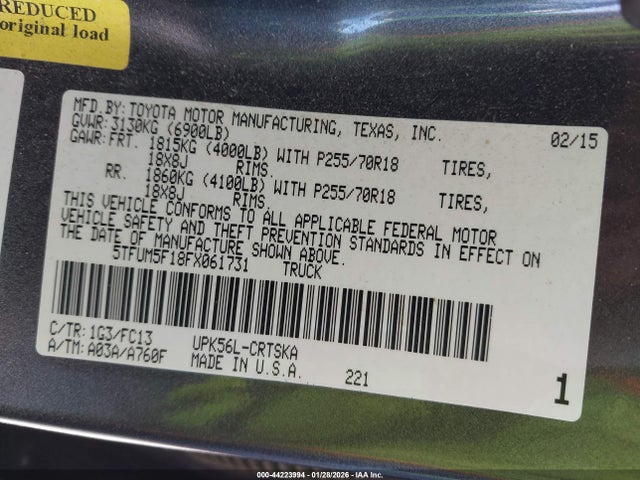 REDUCED
original load
MFD.BY:TOYOTA MOTOR MANUFACTURING, TEXAS, INC. 02/15
GVWR:3130KG (6900LB)
GAWR:FRT. 1815KG (4000LB) WITH P255/70R18 TIRES,
18X8J RIMS.
RR. 1860KG (4100LB) WITH P255/70R18 TIRES,
18X8J RIMS.
THIS VEHICLE CONFORMS TO ALL APPLICABLE FEDERAL MOTOR
VEHICLE SAFETY AND THEFT PREVENTION STANDARDS IN EFFECT ON
THE DATE OF MANUFACTURE SHOWN ABOVE.
5TFUM5F18FX061731 TRUCK
C/TR:1G3/FC13 UPK56L-CRTSKA
A/TM:A03A/A760F MADE IN U.S.A. 221 1
000-44223994 | 01/28/2026 | IAA Inc.